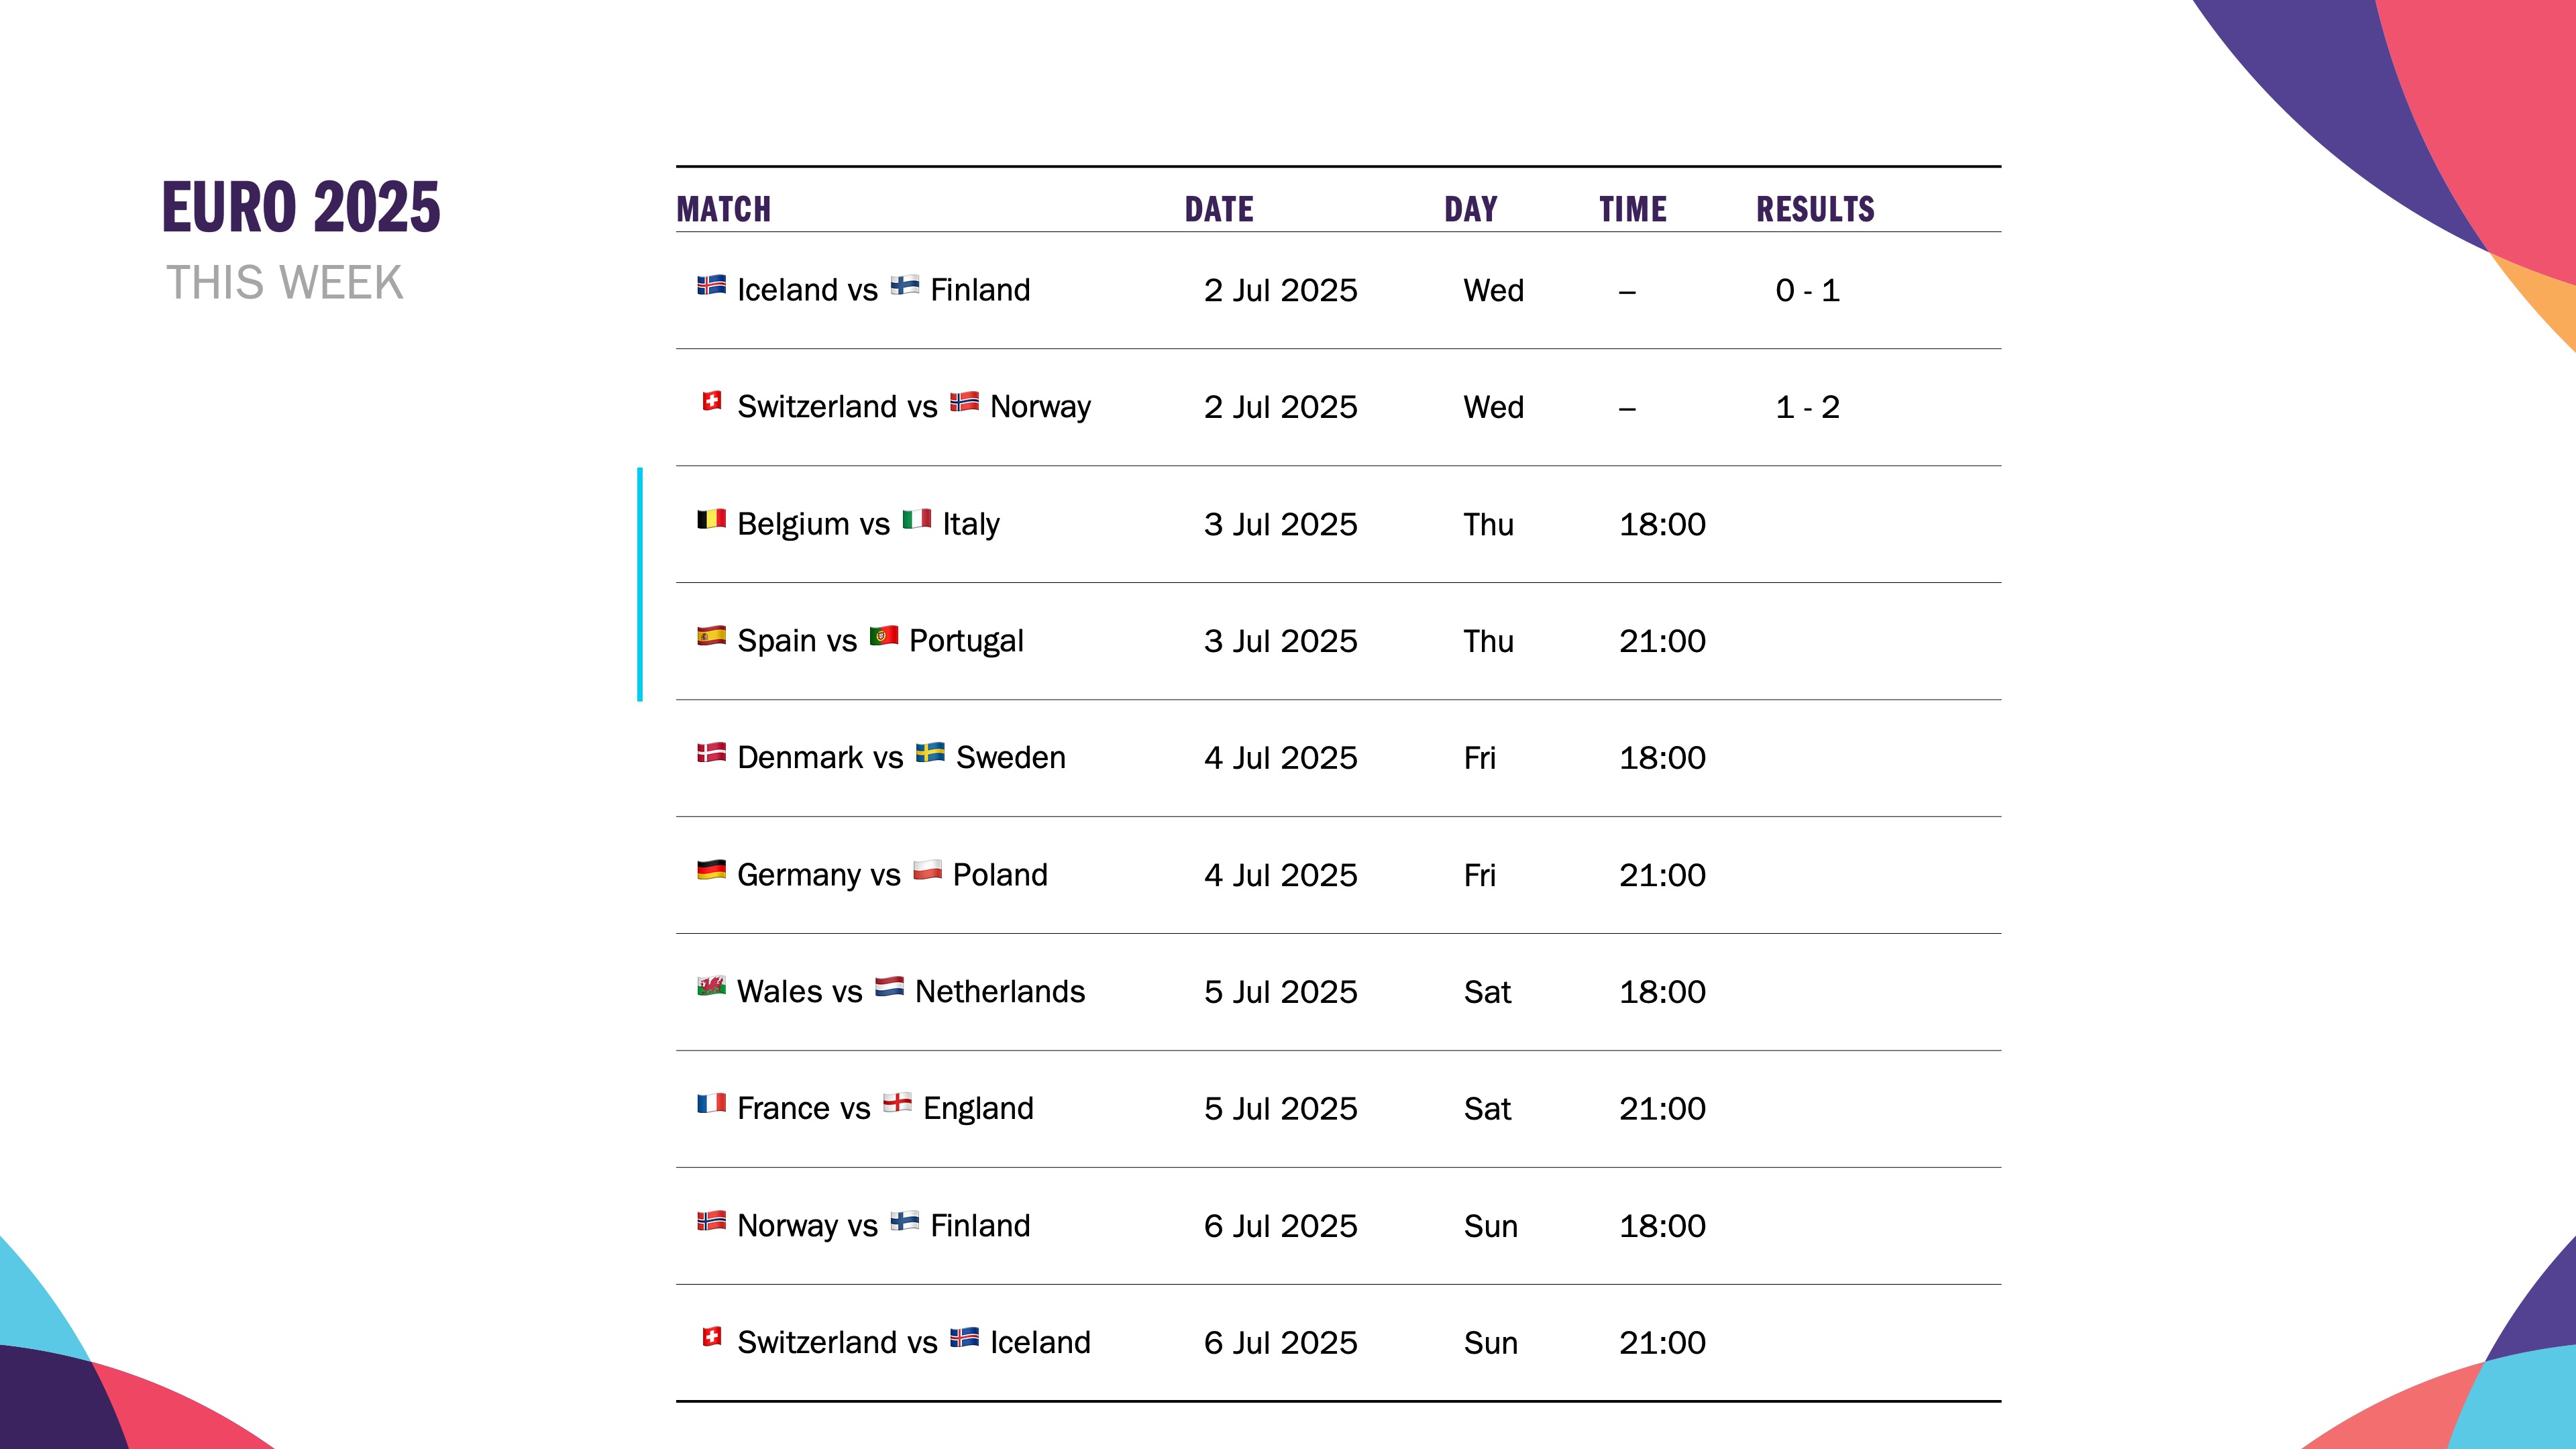 EURO 2025
THIS WEEK
MATCH DATE DAY TIME RESULTS
Iceland vs Finland 2 Jul 2025 Wed – 0 - 1
Switzerland vs Norway 2 Jul 2025 Wed – 1 - 2
Belgium vs Italy 3 Jul 2025 Thu 18:00
Spain vs Portugal 3 Jul 2025 Thu 21:00
Denmark vs Sweden 4 Jul 2025 Fri 18:00
Germany vs Poland 4 Jul 2025 Fri 21:00
Wales vs Netherlands 5 Jul 2025 Sat 18:00
France vs England 5 Jul 2025 Sat 21:00
Norway vs Finland 6 Jul 2025 Sun 18:00
Switzerland vs Iceland 6 Jul 2025 Sun 21:00